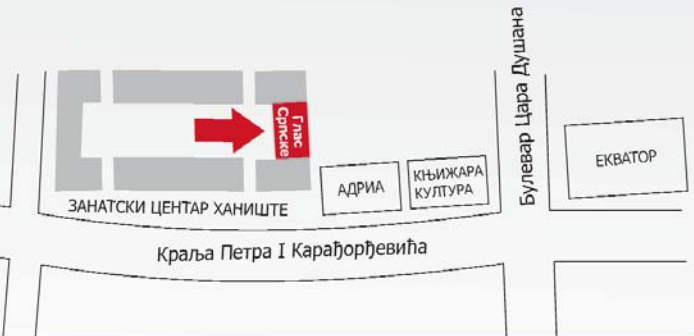 Булевар Цара Душана
Глас
Српске
ЕКВАТОР
АДРИА
КЊИЖАРА
КУЛТУРА
ЗАНАТСКИ ЦЕНТАР ХАНИШТЕ
Краља Петра I Карађорђевића